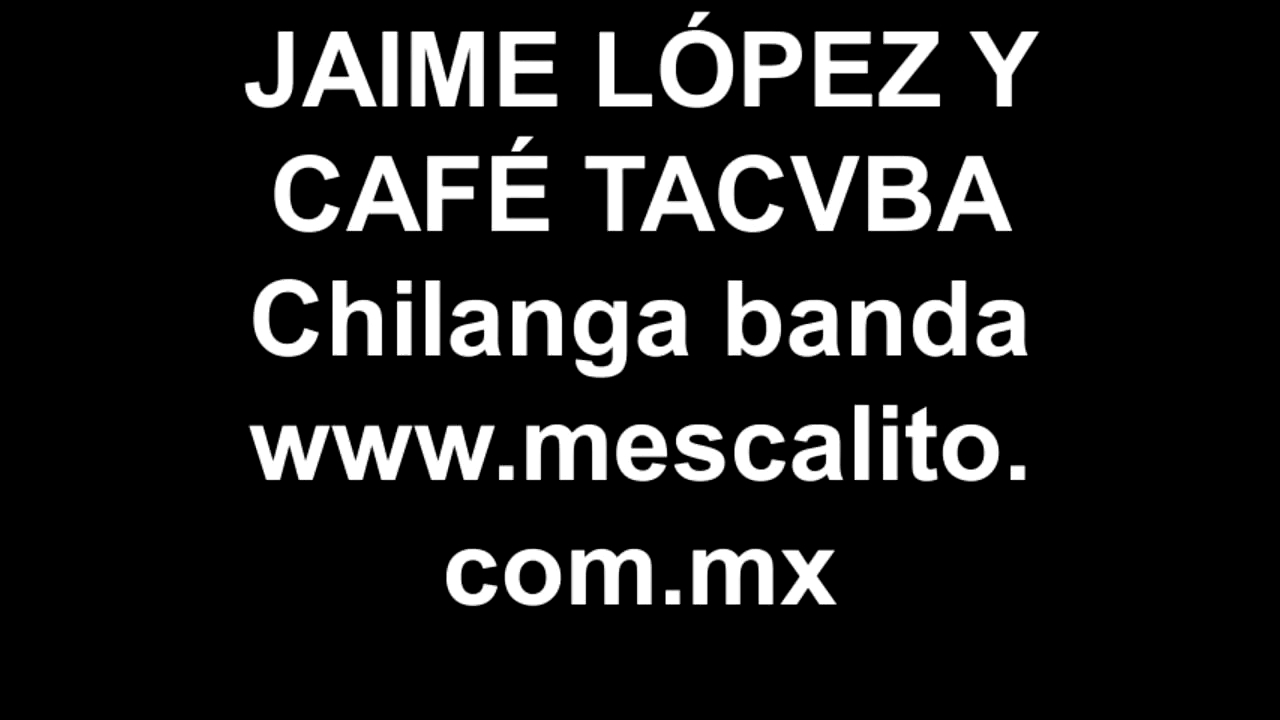 JAIME LÓPEZ Y
CAFÉ TACVBA
Chilanga banda
www.mescalito.
com.mx